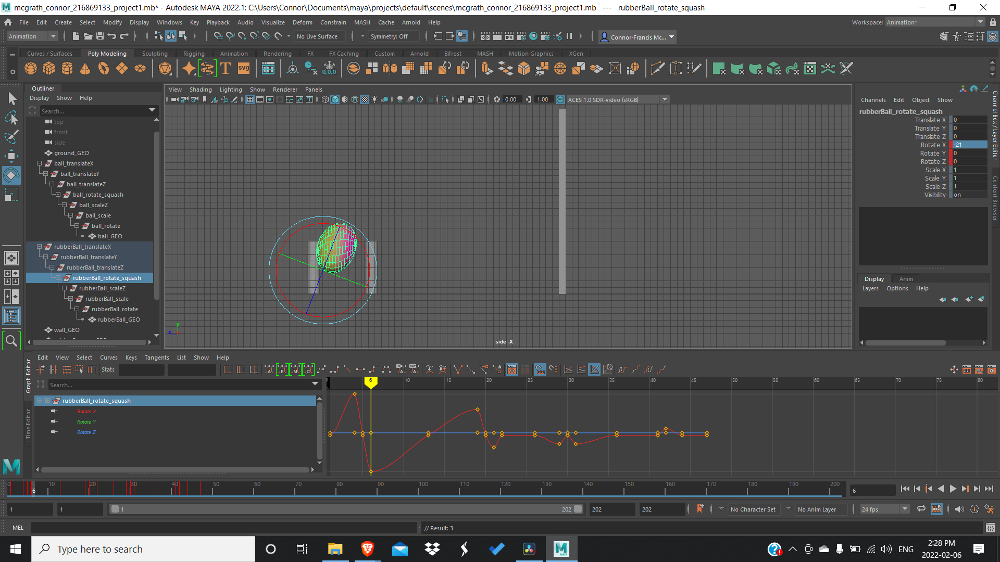 mcgrath_connor_216869133_project1.mb* - Autodesk MAYA 2022.1: C:\Users\Connor\Documents\maya\projects\default\scenes\mcgrath_connor_216869133_project1.mb --- rubberBall_rotate_squash
File Edit Create Select Modify Display Windows Key Playback Audio Visualize Deform Constrain MASH Cache Arnold Help
Workspace: Animation*
Animation
No Live Surface
Symmetry: Off
Connor-Francis Mc...
Curves / Surfaces Poly Modeling Sculpting Rigging Animation Rendering FX FX Caching Custom Arnold Bifrost MASH Motion Graphics XGen
Outliner
Display Show Help
Search...
top
front
side
ground_GEO
ball_translateX
ball_translateY
ball_translateZ
ball_rotate_squash
ball_scaleZ
ball_scale
ball_rotate
ball_GEO
rubberBall_translateX
rubberBall_translateY
rubberBall_translateZ
rubberBall_rotate_squash
rubberBall_scaleZ
rubberBall_scale
rubberBall_rotate
rubberBall_GEO
wall_GEO
View Shading Lighting Show Renderer Panels
0.00 1.00 ACES 1.0 SDR-video (sRGB)
y
z
side -X
Channels Edit Object Show
rubberBall_rotate_squash
Translate X 0
Translate Y 0
Translate Z 0
Rotate X -21
Rotate Y 0
Rotate Z 0
Scale X 1
Scale Y 1
Scale Z 1
Visibility on
Channel Box / Layer Editor
Content Browser
Display Anim
Layers Options Help
Graph Editor
Time Editor
Edit View Select Curves Keys Tangents List Show Help
Stats
Search...
rubberBall_rotate_squash
Rotate X
Rotate Y
Rotate Z
6 10 15 20 25 30 35 40 45 50 55 60 65 70 75 80
0 10 20 30 40 50 60 70 80 90 100 110 120 130 140 150 160 170 180 190 200
6
6
1 1 1 202 202 202
No Character Set
No Anim Layer
24 fps
MEL
// Result: 3
Type here to search
ENG
2:28 PM
2022-02-06